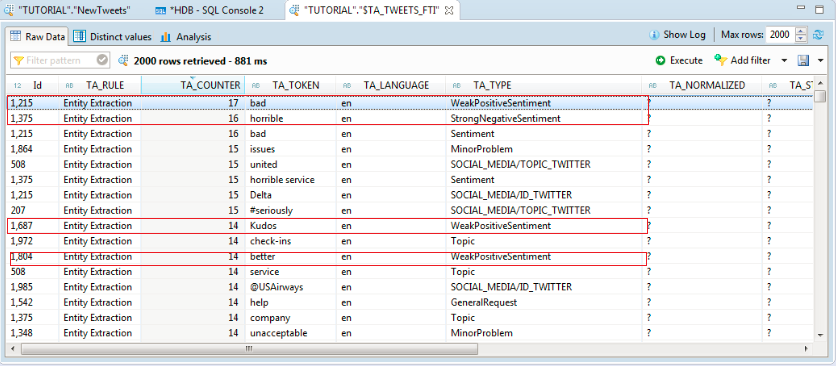 "TUTORIAL"."NewTweets" *HDB - SQL Console 2 "TUTORIAL"."$TA_TWEETS_FTI"
Raw Data Distinct values Analysis Show Log Max rows: 2000
Filter pattern 2000 rows retrieved - 881 ms Execute Add filter
12 Id AB TA_RULE TA_COUNTER AB TA_TOKEN AB TA_LANGUAGE AB TA_TYPE AB TA_NORMALIZED AB TA_ST
1,215 Entity Extraction 17 bad en WeakPositiveSentiment ? ?
1,375 Entity Extraction 16 horrible en StrongNegativeSentiment ? ?
1,215 Entity Extraction 16 bad en Sentiment ? ?
1,864 Entity Extraction 15 issues en MinorProblem ? ?
508 Entity Extraction 15 united en SOCIAL_MEDIA/TOPIC_TWITTER ? ?
1,375 Entity Extraction 15 horrible service en Sentiment ? ?
1,215 Entity Extraction 15 Delta en SOCIAL_MEDIA/ID_TWITTER ? ?
207 Entity Extraction 15 #seriously en SOCIAL_MEDIA/TOPIC_TWITTER ? ?
1,687 Entity Extraction 14 Kudos en WeakPositiveSentiment ? ?
1,972 Entity Extraction 14 check-ins en Topic ? ?
1,804 Entity Extraction 14 better en WeakPositiveSentiment ? ?
508 Entity Extraction 14 service en Topic ? ?
1,985 Entity Extraction 14 @USAirways en SOCIAL_MEDIA/ID_TWITTER ? ?
1,542 Entity Extraction 14 help en GeneralRequest ? ?
1,375 Entity Extraction 14 company en Topic ? ?
1,348 Entity Extraction 14 unacceptable en MinorProblem ? ?